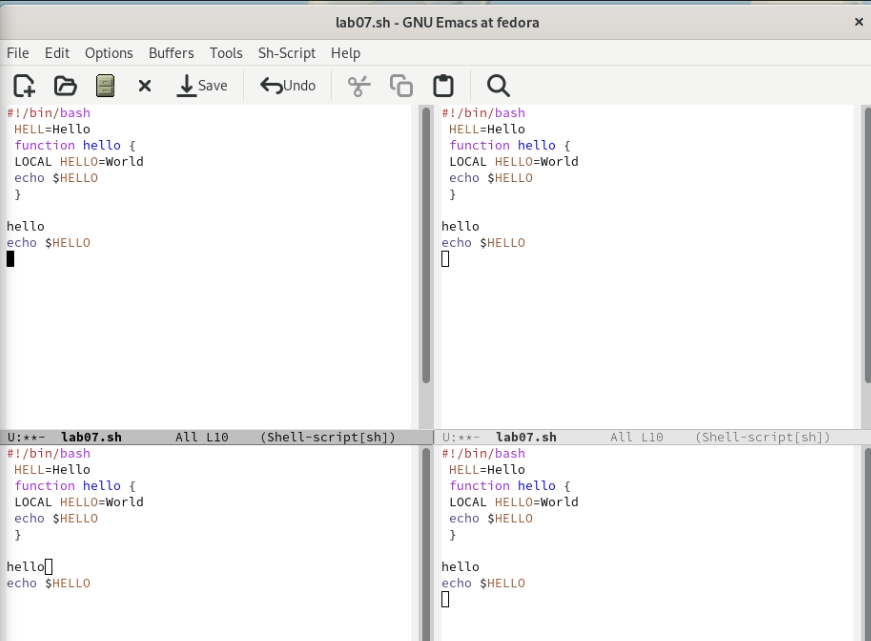 lab07.sh - GNU Emacs at fedora
File Edit Options Buffers Tools Sh-Script Help
Save Undo
#!/bin/bash
HELL=Hello
function hello {
LOCAL HELLO=World
echo $HELLO
}
hello
echo $HELLO
U:**- lab07.sh All L10 (Shell-script[sh])
#!/bin/bash
HELL=Hello
function hello {
LOCAL HELLO=World
echo $HELLO
}
hello
echo $HELLO
U:**- lab07.sh All L10 (Shell-script[sh])
#!/bin/bash
HELL=Hello
function hello {
LOCAL HELLO=World
echo $HELLO
}
hello
echo $HELLO
#!/bin/bash
HELL=Hello
function hello {
LOCAL HELLO=World
echo $HELLO
}
hello
echo $HELLO